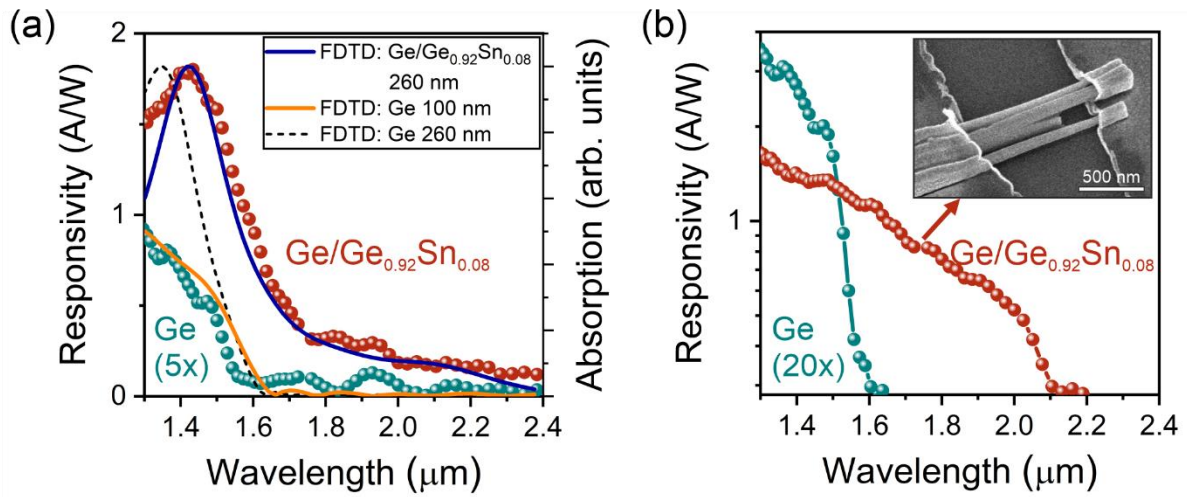 (a)
2
1
0
Responsivity (A/W)
FDTD: Ge/Ge0.92Sn0.08
260 nm
FDTD: Ge 100 nm
FDTD: Ge 260 nm
Ge/Ge0.92Sn0.08
Ge
(5x)
Absorption (arb. units)
1.4 1.6 1.8 2.0 2.2 2.4
Wavelength (μm)
(b)
1
Responsivity (A/W)
500 nm
Ge/Ge0.92Sn0.08
Ge
(20x)
1.4 1.6 1.8 2.0 2.2 2.4
Wavelength (μm)